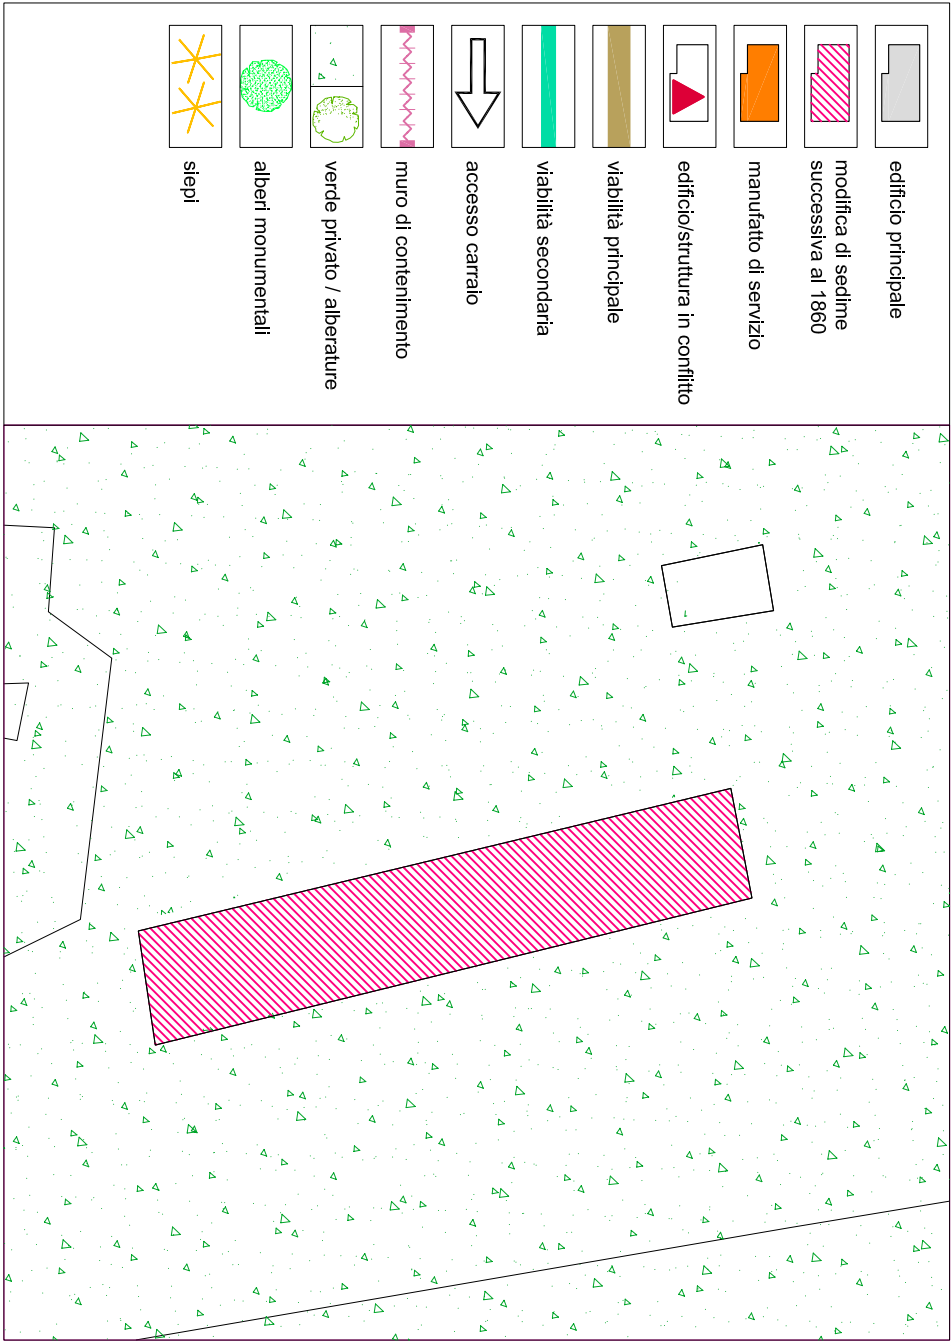 edificio principale
modifica di sedime
successiva al 1860
manufatto di servizio
edificio/struttura in conflitto
viabilità principale
viabilità secondaria
accesso carraio
muro di contenimento
verde privato / alberature
alberi monumentali
siepi